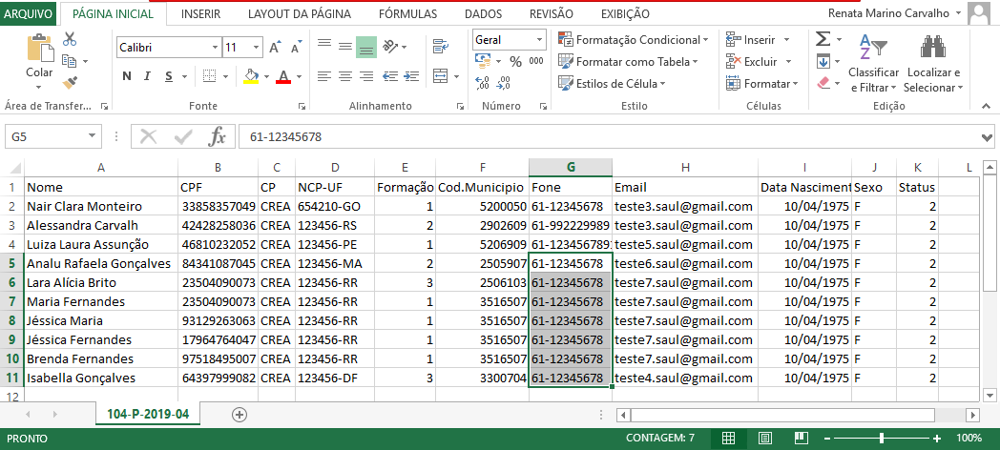 ARQUIVO PÁGINA INICIAL INSERIR LAYOUT DA PÁGINA FÓRMULAS DADOS REVISÃO EXIBIÇÃO Renata Marino Carvalho
Colar
Área de Transfer...
Calibri 11
N I S
Fonte
Alinhamento
Geral
% 000
Formatação Condicional
Formatar como Tabela
Estilos de Célula
Estilo
Inserir
Excluir
Formatar
Células
Classificar e Filtrar
Localizar e Selecionar
Edição
G5 fx 61-12345678
A B C D E F G H I J K L
1 Nome CPF CP NCP-UF Formação Cod.Municipio Fone Email Data Nasciment Sexo Status
2 Nair Clara Monteiro 33858357049 CREA 654210-GO 1 5200050 61-12345678 teste3.saul@gmail.com 10/04/1975 F 2
3 Alessandra Carvalh 42428258036 CREA 123456-RS 2 2902609 61-992229989 teste3.saul@gmail.com 10/04/1975 F 2
4 Luiza Laura Assunção 46810232052 CREA 123456-PE 1 5206909 61-123456789 teste5.saul@gmail.com 10/04/1975 F 2
5 Analu Rafaela Gonçalves 84341087045 CREA 123456-MA 2 2505907 61-12345678 teste6.saul@gmail.com 10/04/1975 F 2
6 Lara Alícia Brito 23504090073 CREA 123456-RR 3 2506103 61-12345678 teste7.saul@gmail.com 10/04/1975 F 2
7 Maria Fernandes 23504090073 CREA 123456-RR 1 3516507 61-12345678 teste7.saul@gmail.com 10/04/1975 F 2
8 Jéssica Maria 93129263063 CREA 123456-RR 1 3516507 61-12345678 teste7.saul@gmail.com 10/04/1975 F 2
9 Jéssica Fernandes 17964764047 CREA 123456-RR 1 3516507 61-12345678 teste7.saul@gmail.com 10/04/1975 F 2
10 Brenda Fernandes 97518495007 CREA 123456-RR 1 3516507 61-12345678 teste7.saul@gmail.com 10/04/1975 F 2
11 Isabella Gonçalves 64397999082 CREA 123456-DF 3 3300704 61-12345678 teste4.saul@gmail.com 10/04/1975 F 2
12
104-P-2019-04
PRONTO CONTAGEM: 7 100%